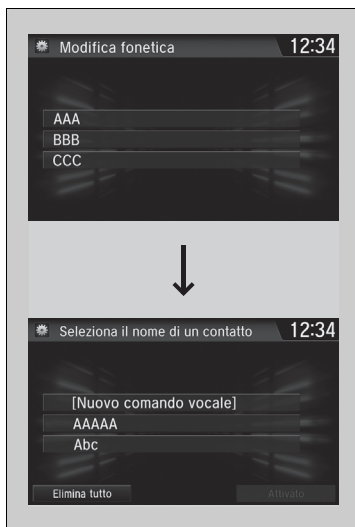 Modifica fonetica 12:34
AAA
BBB
CCC
Seleziona il nome di un contatto 12:34
[Nuovo comando vocale]
AAAAA
Abc
Elimina tutto Attivato